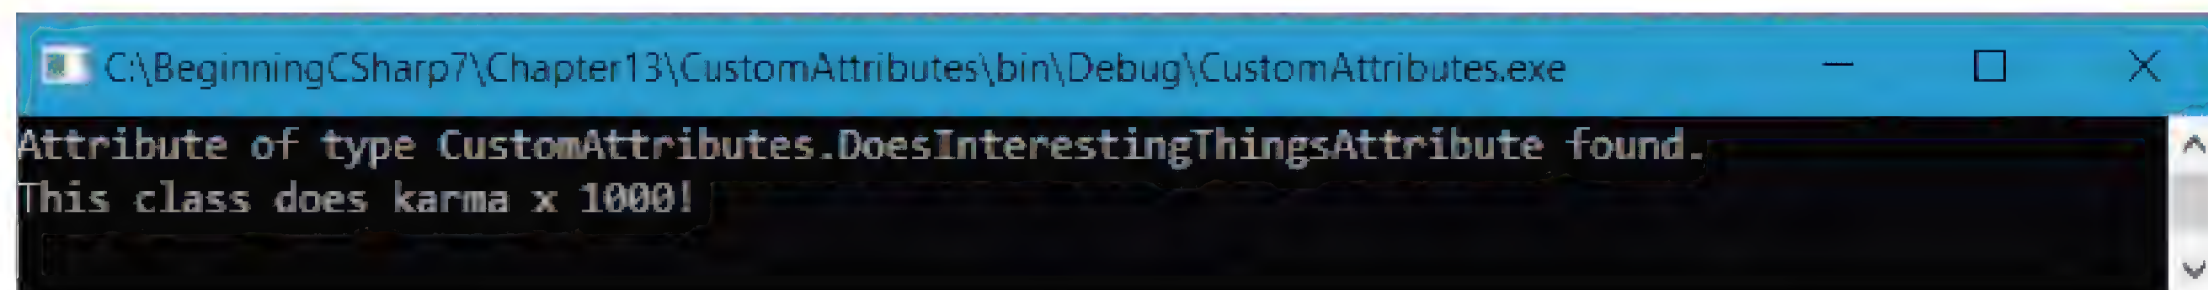 C:\BeginningCSharp7\Chapter13\CustomAttributes\bin\Debug\CustomAttributes.exe
Attribute of type CustomAttributes.DoesInterestingThingsAttribute found.
This class does karma x 1000!